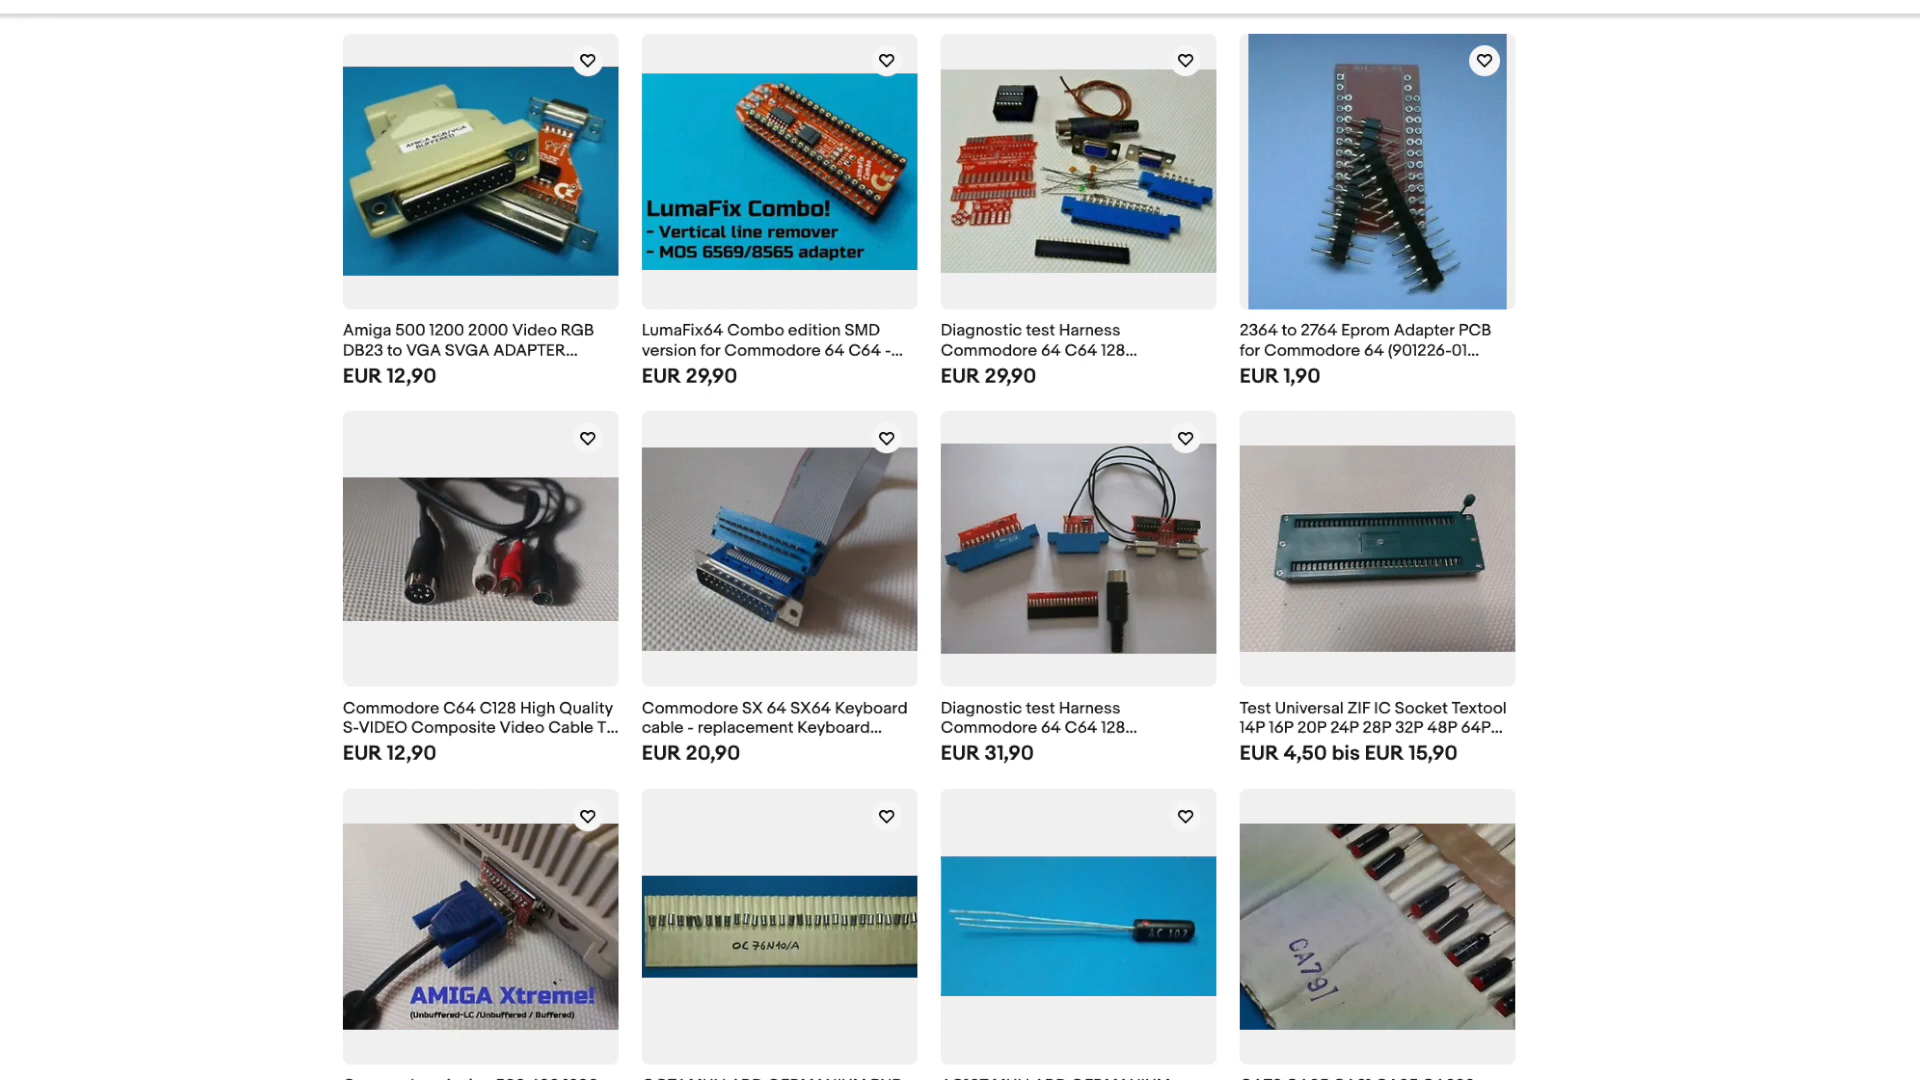 AMIGA RGB/VGA
BUFFERED
LumaFix Combo!
- Vertical line remover
- MOS 6569/8565 adapter
Amiga 500 1200 2000 Video RGB
DB23 to VGA SVGA ADAPTER...
EUR 12,90
LumaFix64 Combo edition SMD
version for Commodore 64 C64 -...
EUR 29,90
Diagnostic test Harness
Commodore 64 C64 128...
EUR 29,90
2364 to 2764 Eprom Adapter PCB
for Commodore 64 (901226-01...
EUR 1,90
Commodore C64 C128 High Quality
S-VIDEO Composite Video Cable T...
EUR 12,90
Commodore SX 64 SX64 Keyboard
cable - replacement Keyboard...
EUR 20,90
Diagnostic test Harness
Commodore 64 C64 128...
EUR 31,90
Test Universal ZIF IC Socket Textool
14P 16P 20P 24P 28P 32P 48P 64P...
EUR 4,50 bis EUR 15,90
AMIGA Xtreme!
(Unbuffered-LC /Unbuffered / Buffered)
OC 76N10/A